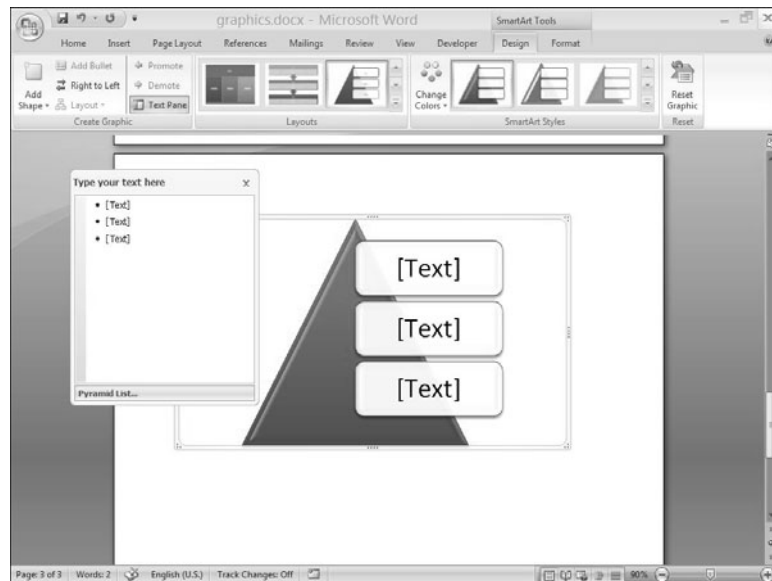 graphics.docx - Microsoft Word
SmartArt Tools
Home Insert Page Layout References Mailings Review View Developer Design Format
Add Shape
Add Bullet
Right to Left
Layout
Promote
Demote
Text Pane
Create Graphic
Layouts
Change Colors
SmartArt Styles
Reset Graphic
Reset
Type your text here x
[Text]
[Text]
[Text]
Pyramid List...
[Text]
[Text]
[Text]
Page: 3 of 3 Words: 2 English (U.S.) Track Changes: Off 90%